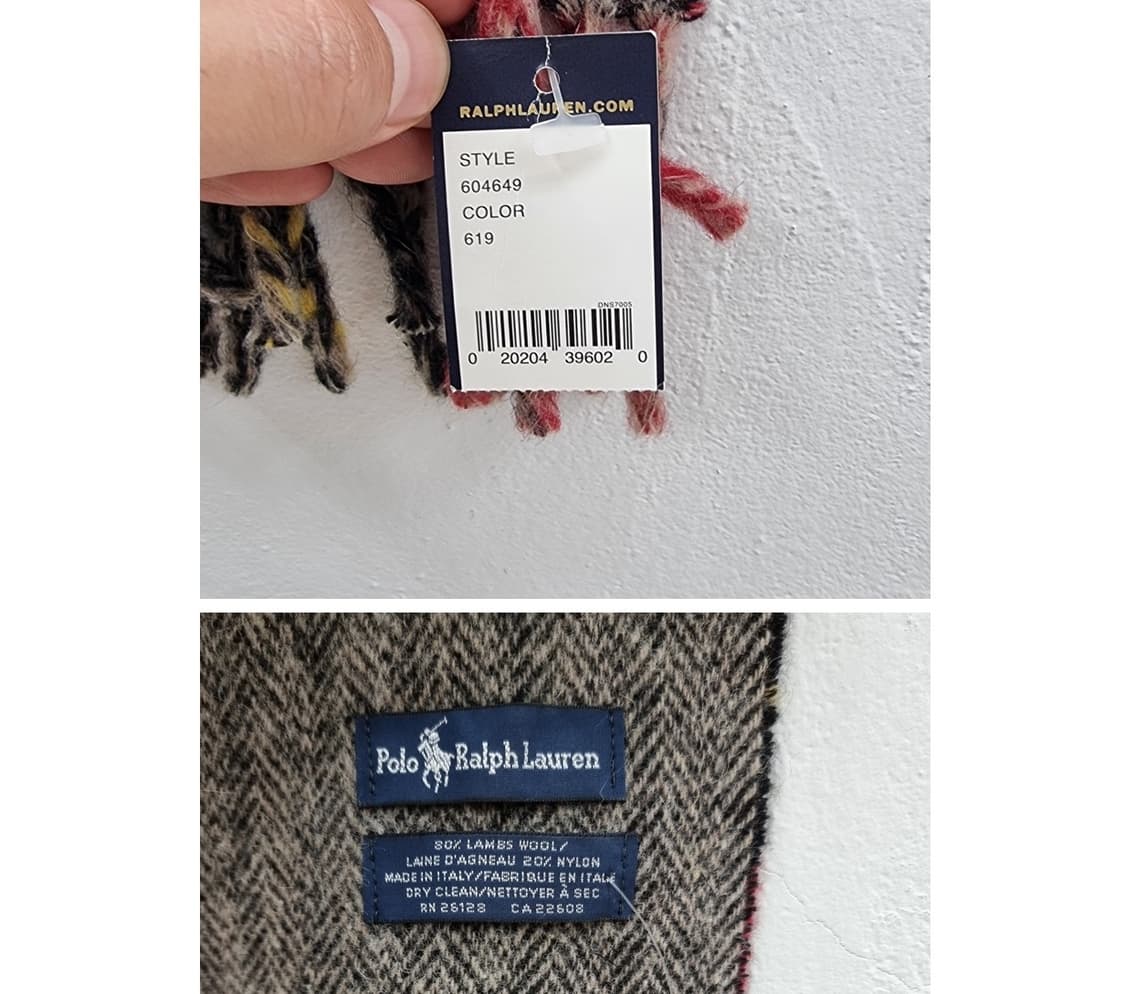 RALPHLAUREN.COM
STYLE
604649
COLOR
619
DNS7005
0 20204 39602 0
Polo Ralph Lauren
80% LAMBS WOOL/
LAINE D'AGNEAU 20% NYLON
MADE IN ITALY/FABRIQUE EN ITALIE
DRY CLEAN/NETTOYER À SEC
RN 26128 CA 22608